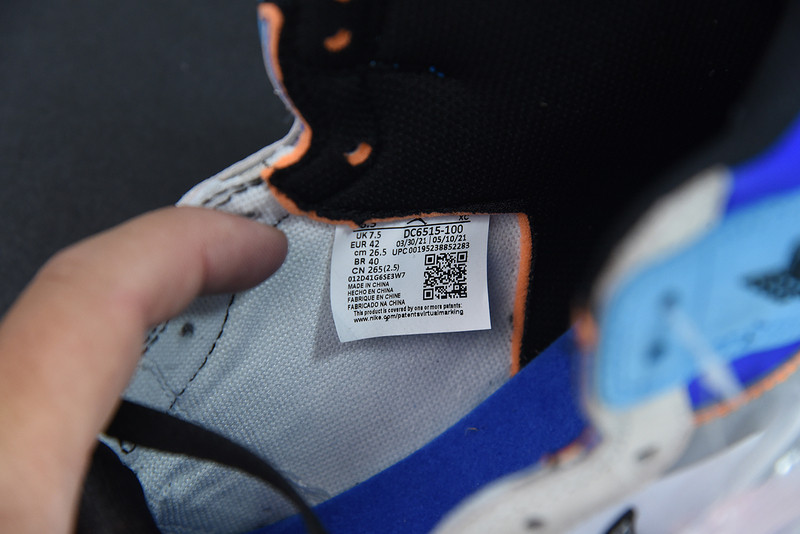 UK 7.5 DC6515-100
EUR 42 03/30/21 | 05/10/21
cm 26.5 UPC 00195238852283
BR 40
CN 265(2.5)
012D41G6SE3W7
MADE IN CHINA
HECHO EN CHINA
FABRIQUE EN CHINE
FABRICADO NA CHINA
This product is covered by one or more patents:
www.nike.com/patentsvirtualmarking